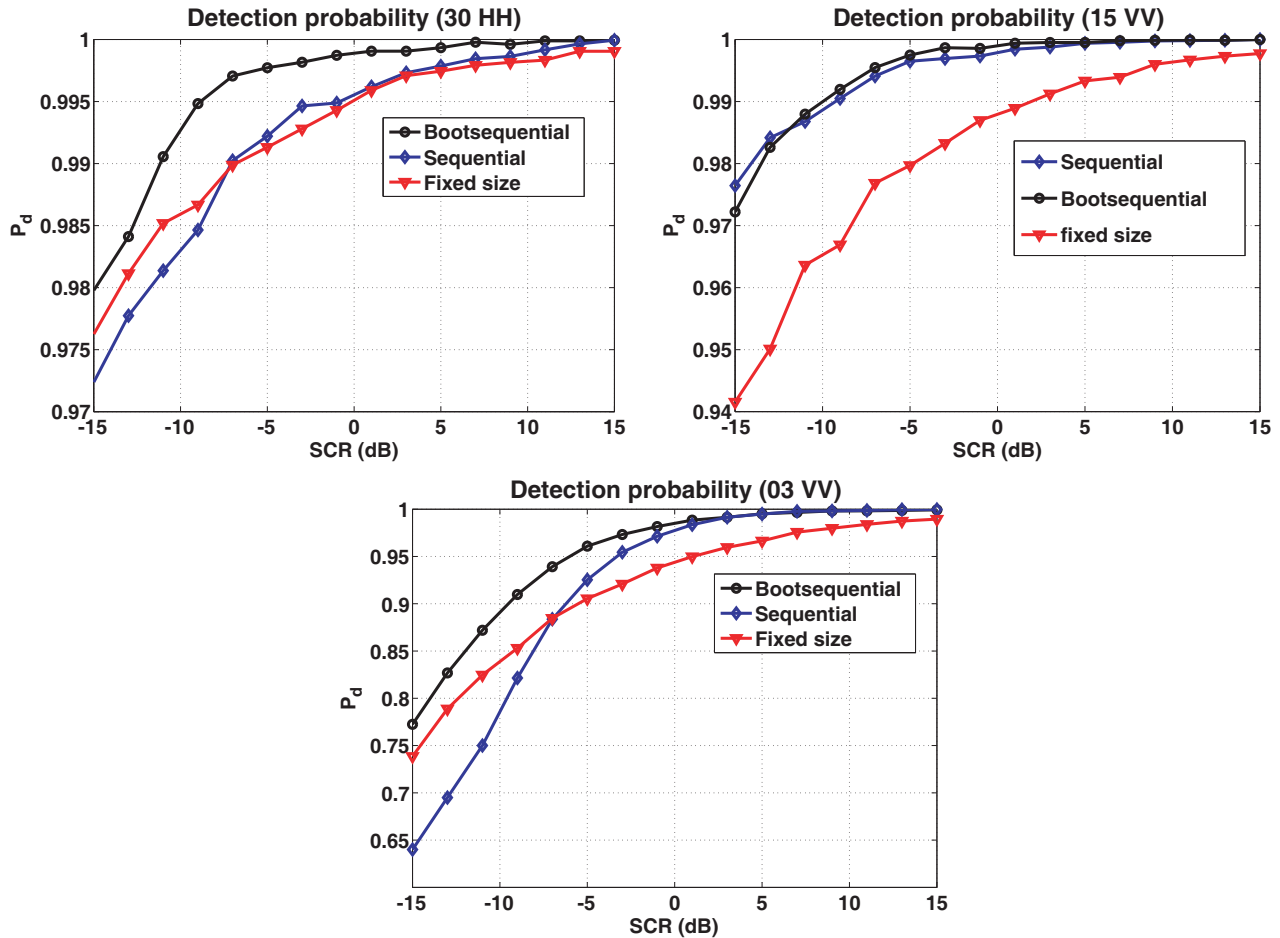 Detection probability (30 HH)
1
0.995
0.99
0.985
0.98
0.975
0.97
P_d
-15 -10 -5 0 5 10 15
SCR (dB)
Bootsequential
Sequential
Fixed size
Detection probability (15 VV)
1
0.99
0.98
0.97
0.96
0.95
0.94
P_d
-15 -10 -5 0 5 10 15
SCR (dB)
Sequential
Bootsequential
fixed size
Detection probability (03 VV)
1
0.95
0.9
0.85
0.8
0.75
0.7
0.65
P_d
-15 -10 -5 0 5 10 15
SCR (dB)
Bootsequential
Sequential
Fixed size